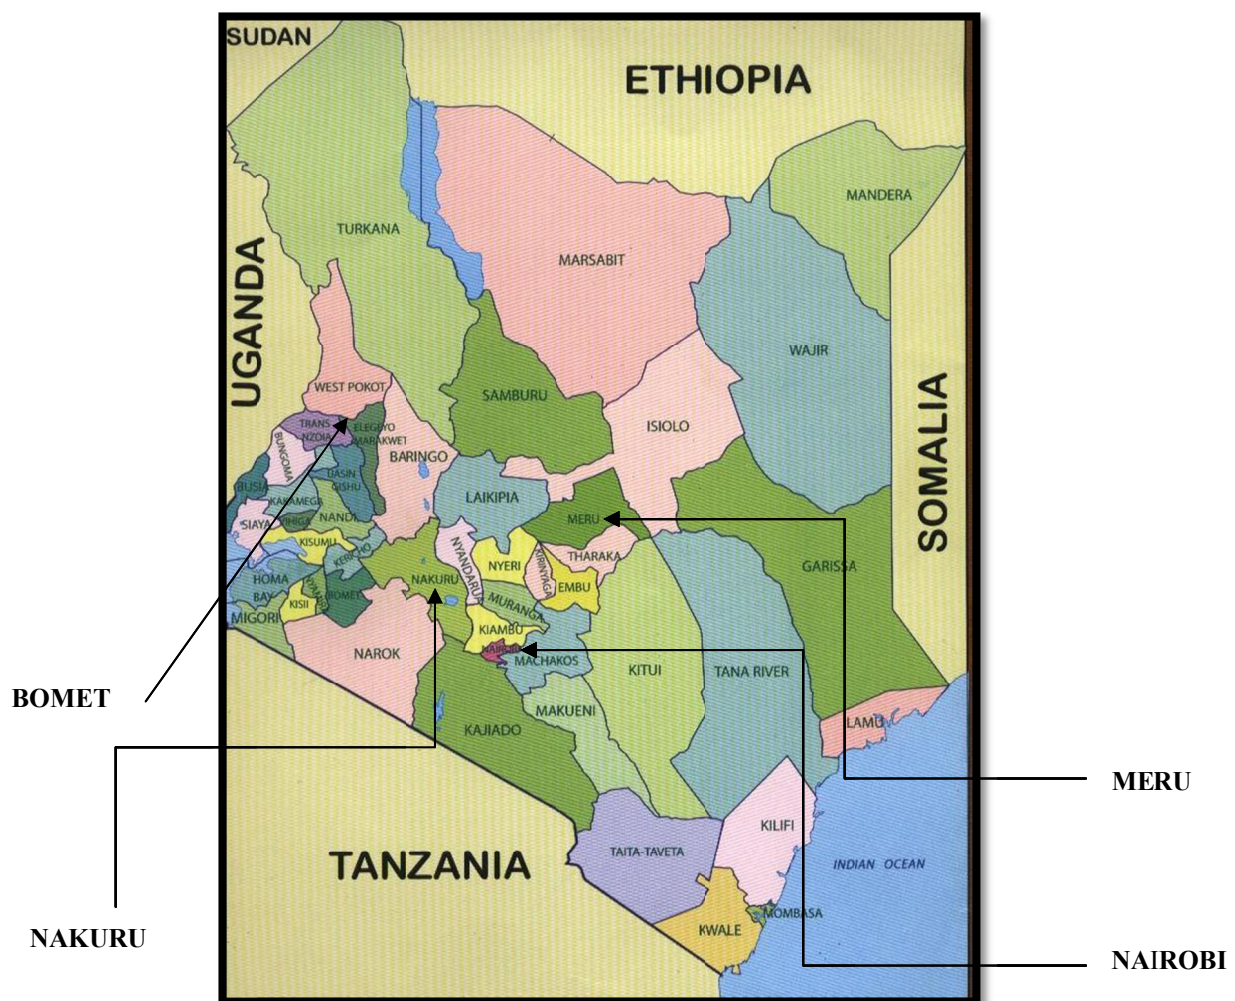 SUDAN
ETHIOPIA
MANDERA
TURKANA
MARSABIT
UGANDA
WAJIR
WEST POKOT
SAMBURU
SOMALIA
TRANS
NZOIA
ELEGUYO
MARAKWET
ISIOLO
BUNGOMA
BARINGO
UASIN
GISHU
BUSIA
LAIKIPIA
KAKAMEGA
SIAYA
VIHIGA
NANDI
MERU
KISUMU
KERICHO
NYANDARUA
THARAKA
NYERI
KIRINYAGA
GARISSA
HOMA
BAY
NAKURU
EMBU
NYAMIRA
BOMET
KISII
MURANGA
MIGORI
KIAMBU
NAROK
NAIROBI
MACHAKOS
KITUI
TANA RIVER
BOMET
MAKUENI
LAMU
KAJIADO
MERU
KILIFI
TAITA-TAVETA
TANZANIA
INDIAN OCEAN
MOMBASA
NAKURU
KWALE
NAIROBI